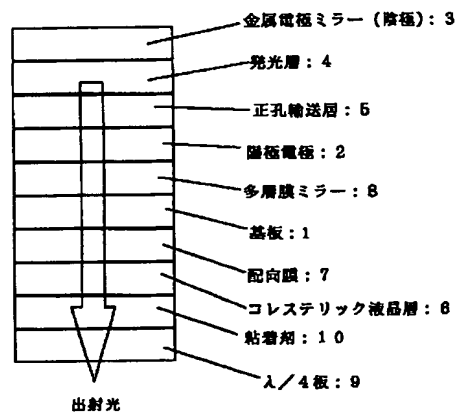 金属電極ミラー（陰極）：3
発光層：4
正孔輸送層：5
陽極電極：2
多層膜ミラー：8
基板：1
配向膜：7
コレステリック液晶層：6
粘着剤：10
λ／4板：9
出射光